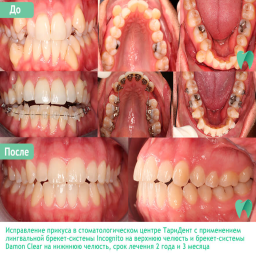 До
После
Исправление прикуса в стоматологическом центре ТариДент с применением
лингвальной брекет-системы Incognito на верхнюю челюсть и брекет-системы
Damon Clear на нижнюю челюсть, срок лечения 2 года и 3 месяца